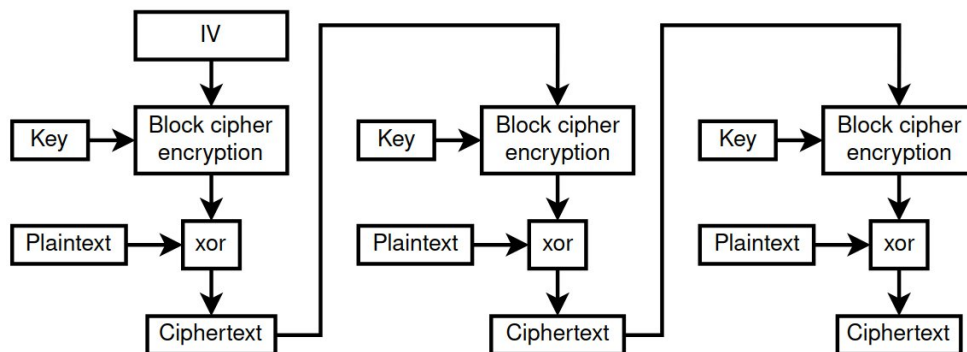 IV
Key
Block cipher
encryption
Key
Block cipher
encryption
Key
Block cipher
encryption
Plaintext
xor
Plaintext
xor
Plaintext
xor
Ciphertext
Ciphertext
Ciphertext